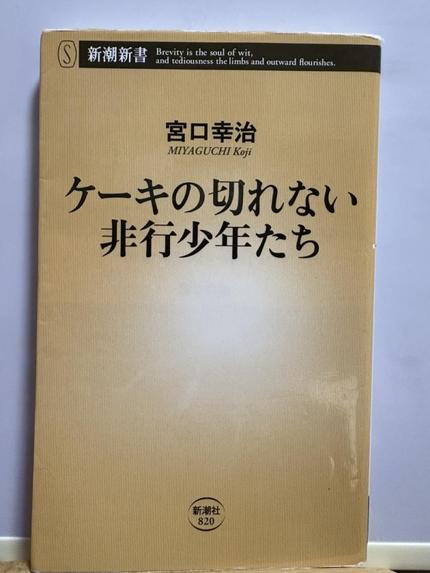 S
新潮新書
Brevity is the soul of wit,
and tediousness the limbs and outward flourishes.
宮口幸治
MIYAGUCHI Koji
ケーキの切れない
非行少年たち
新潮社
820